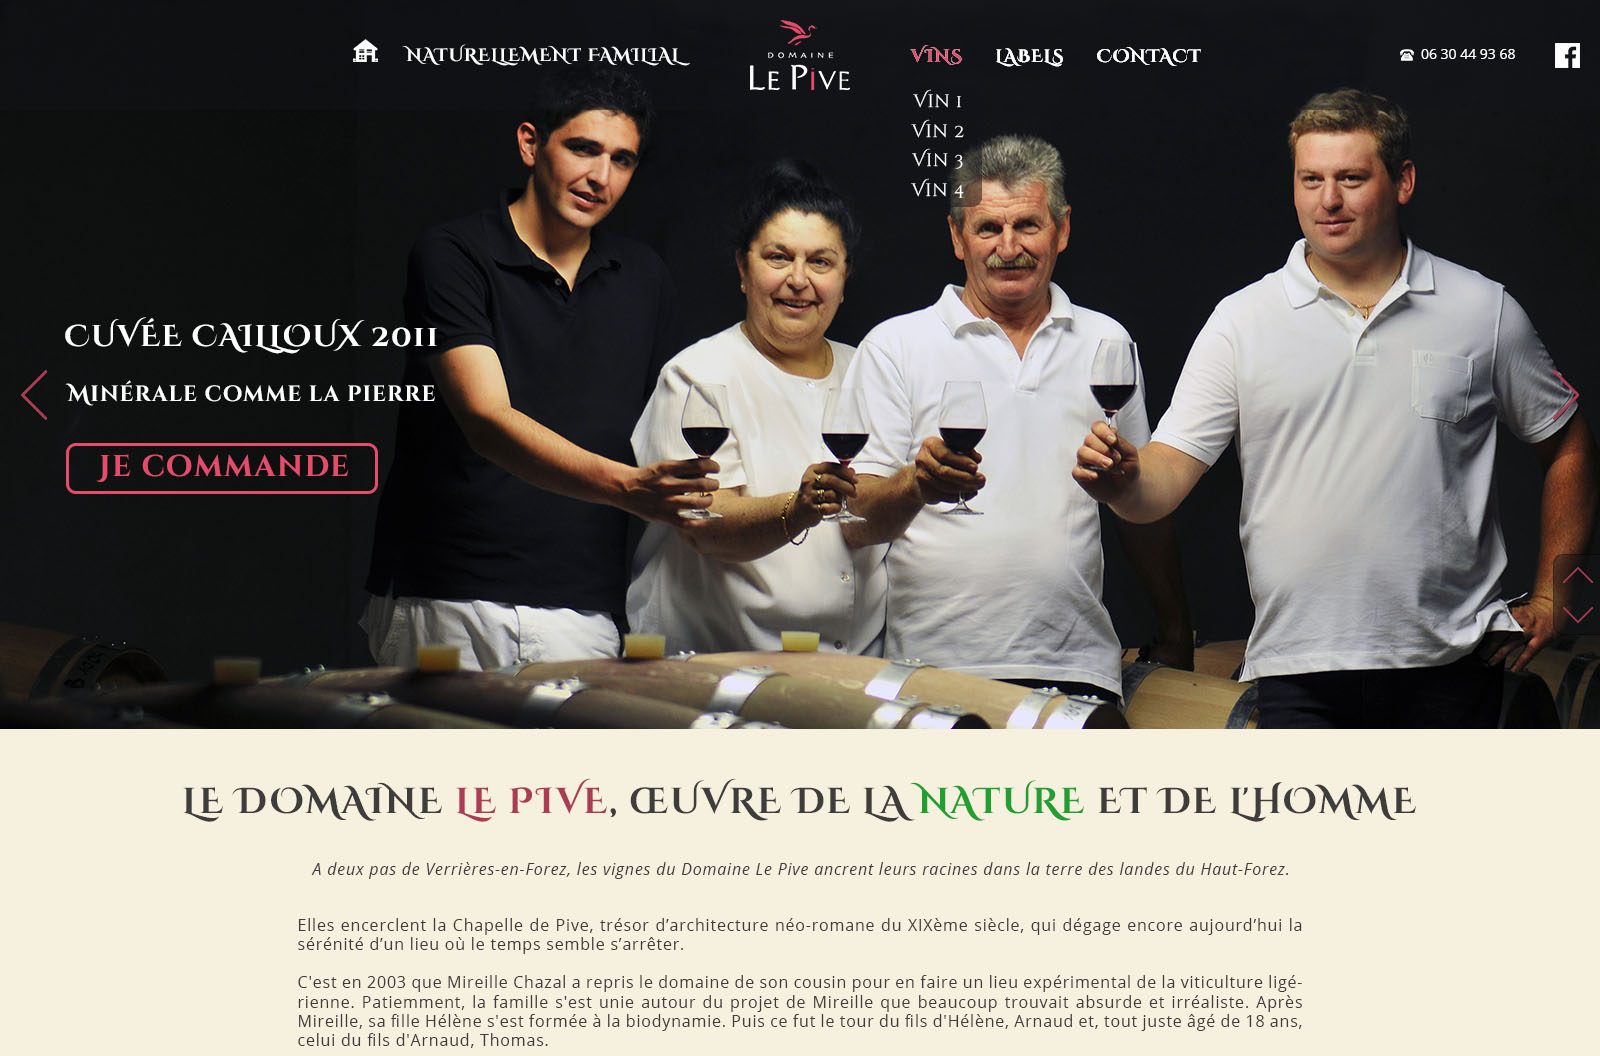 NATURELLEMENT FAMILIAL
DOMAINE
LE PIVE
VINS
LABELS
CONTACT
06 30 44 93 68
VIN 1
VIN 2
VIN 3
VIN 4
CUVÉE CAILLOUX 2011
MINÉRALE COMME LA PIERRE
JE COMMANDE
LE DOMAINE LE PIVE, ŒUVRE DE LA NATURE ET DE L'HOMME
A deux pas de Verrières-en-Forez, les vignes du Domaine Le Pive ancrent leurs racines dans la terre des landes du Haut-Forez.
Elles encerclent la Chapelle de Pive, trésor d’architecture néo-romane du XIXème siècle, qui dégage encore aujourd’hui la
sérénité d’un lieu où le temps semble s’arrêter.
C'est en 2003 que Mireille Chazal a repris le domaine de son cousin pour en faire un lieu expérimental de la viticulture ligé-
rienne. Patiemment, la famille s'est unie autour du projet de Mireille que beaucoup trouvait absurde et irréaliste. Après
Mireille, sa fille Hélène s'est formée à la biodynamie. Puis ce fut le tour du fils d'Hélène, Arnaud et, tout juste âgé de 18 ans,
celui du fils d'Arnaud, Thomas.